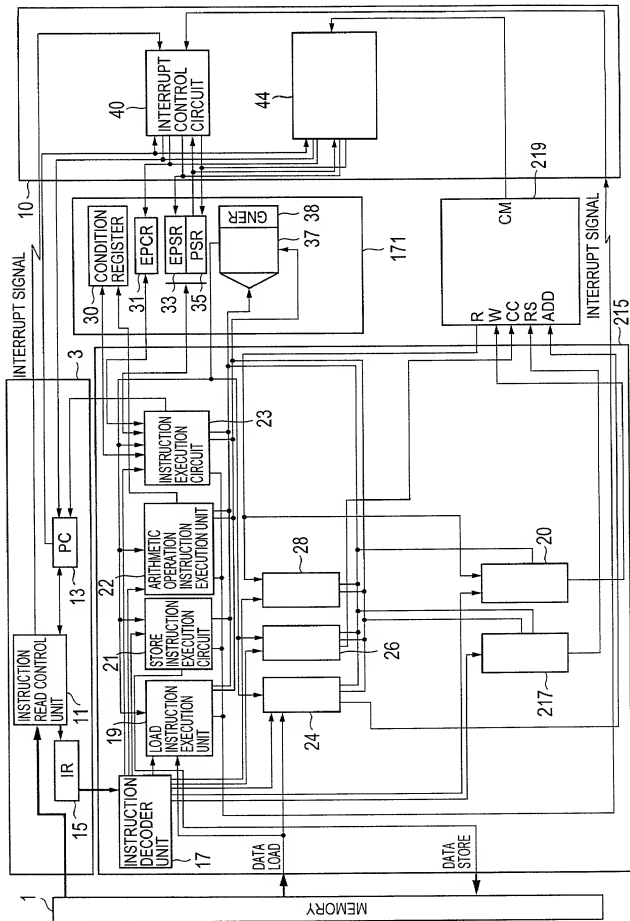 1
MEMORY
3
INSTRUCTION
READ CONTROL
UNIT
11
IR
15
PC
13
INTERRUPT SIGNAL
10
INTERRUPT
CONTROL
CIRCUIT
40
44
CONDITION
REGISTER
30
EPCR
31
EPSR
33
PSR
35
GNER
38
37
171
INSTRUCTION
DECODER
UNIT
17
LOAD
INSTRUCTION
EXECUTION
UNIT
19
STORE
INSTRUCTION
EXECUTION
CIRCUIT
21
ARITHMETIC
OPERATION
INSTRUCTION
EXECUTION UNIT
22
INSTRUCTION
EXECUTION
CIRCUIT
23
DATA
LOAD
DATA
STORE
24
26
28
217
20
R
W
CC
RS
ADD
CM
219
INTERRUPT SIGNAL
215